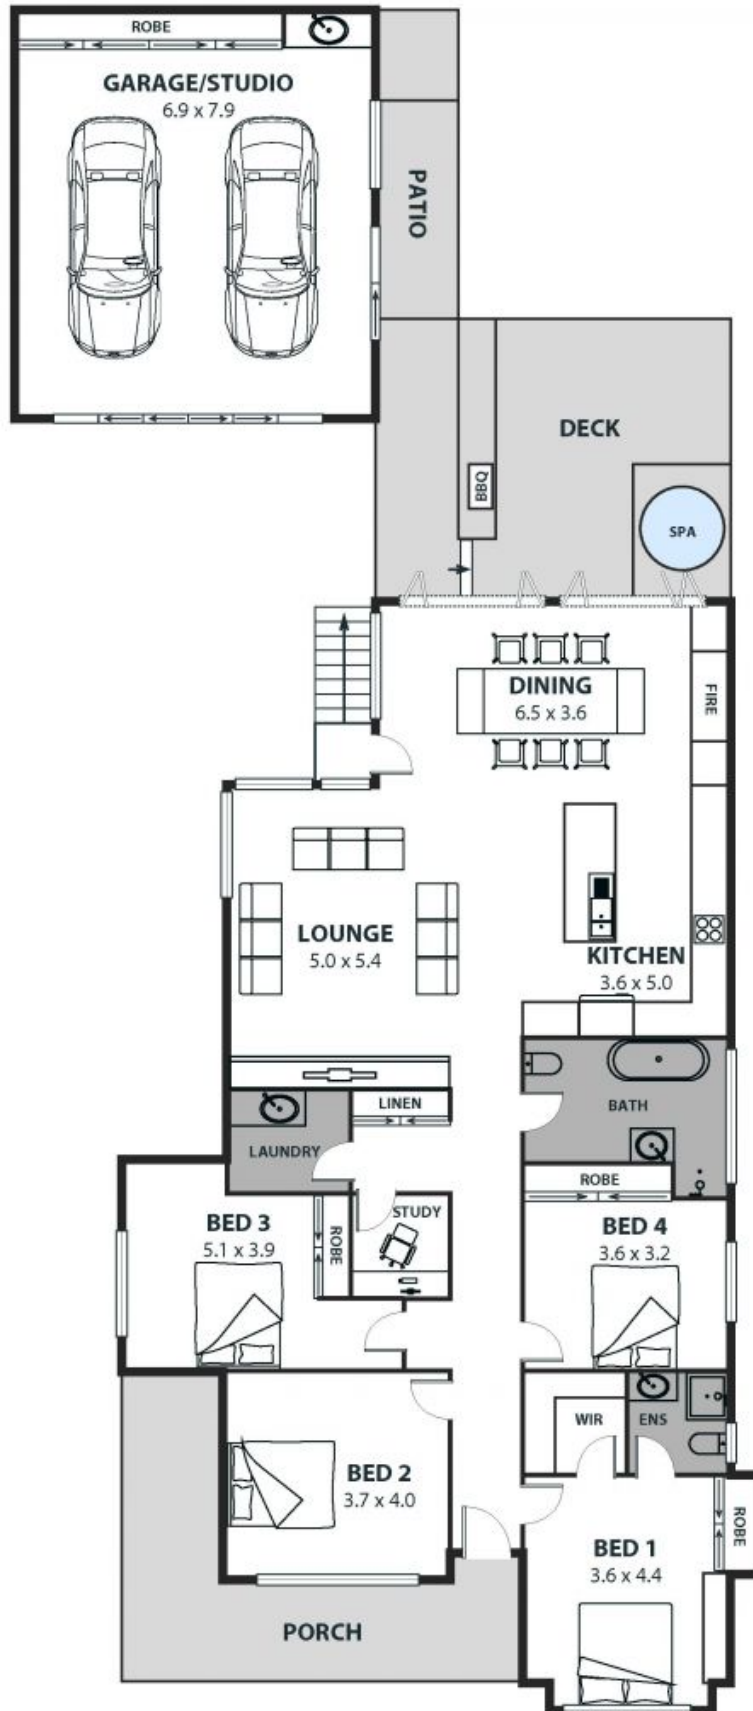 ROBE
GARAGE/STUDIO
6.9 x 7.9
PATIO
DECK
BBQ
SPA
DINING
6.5 x 3.6
FIRE
LOUNGE
5.0 x 5.4
KITCHEN
3.6 x 5.0
LINEN
BATH
LAUNDRY
ROBE
STUDY
BED 3
5.1 x 3.9
ROBE
BED 4
3.6 x 3.2
WIR
ENS
BED 2
3.7 x 4.0
ROBE
BED 1
3.6 x 4.4
PORCH